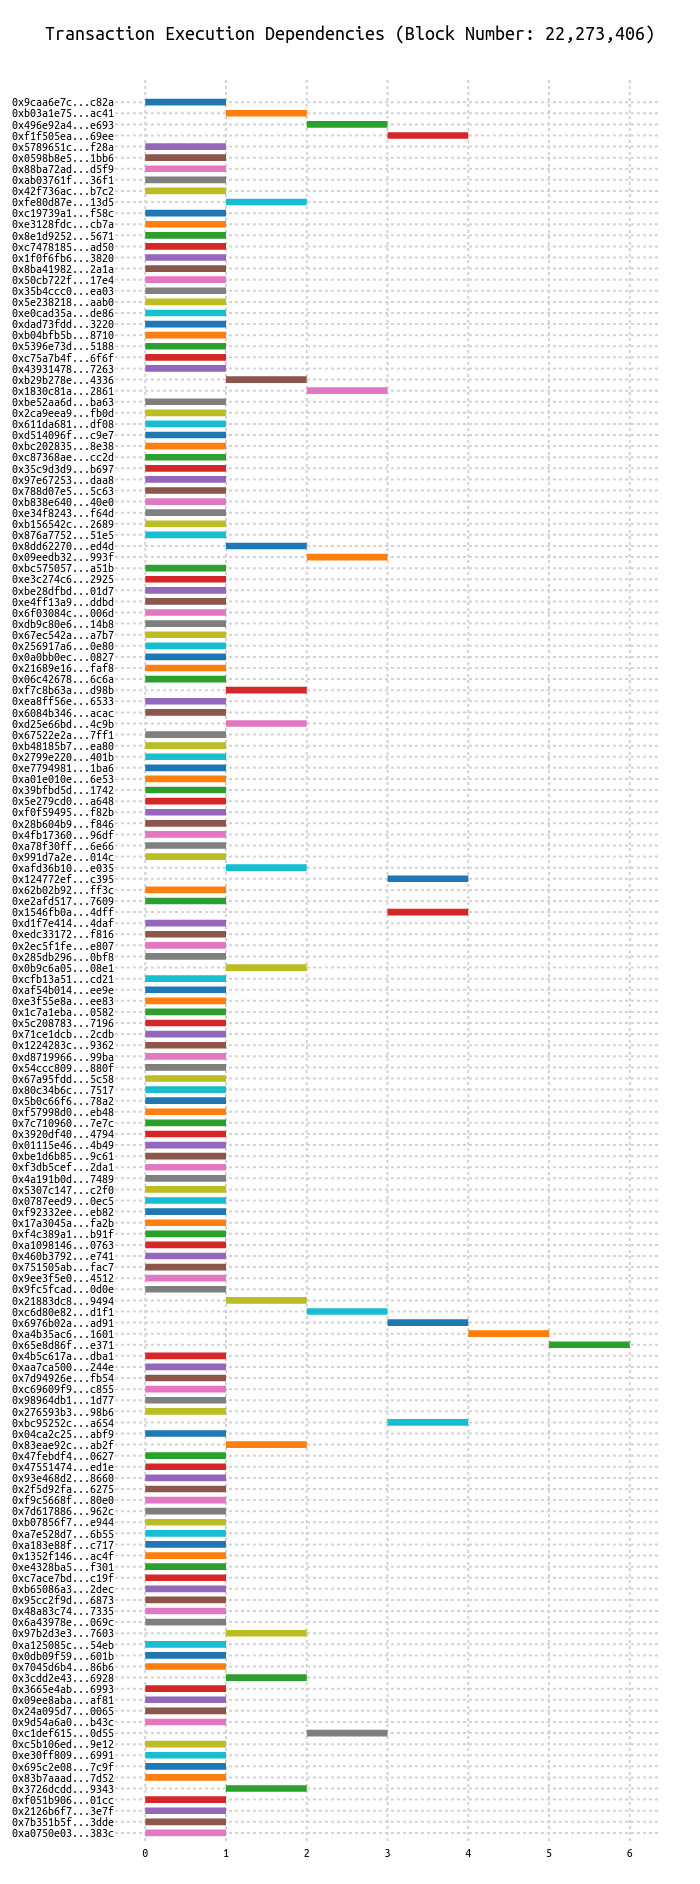 Transaction Execution Dependencies (Block Number: 22,273,406)
0x9caa6e7c...c82a
0xb03a1e75...ac41
0x496e92a4...e693
0xf1f505ea...69ee
0x5789651c...f28a
0x0598b8e5...1bb6
0x88ba72ad...d5f9
0xab03761f...36f1
0x42f736ac...b7c2
0xfe80d87e...13d5
0xc19739a1...f58c
0xe3128fdc...cb7a
0x8e1d9252...5671
0xc7478185...ad50
0x1f0f6fb6...3820
0x8ba41982...2a1a
0x50cb722f...17e4
0x35b4ccc0...ea03
0x5e238218...aab0
0xe0cad35a...de86
0xdad73fdd...3220
0xb04bfb5b...8710
0x5396e73d...5188
0xc75a7b4f...6f6f
0x43931478...7263
0xb29b278e...4336
0x1830c81a...2861
0xbe52aa6d...ba63
0x2ca9eea9...fb0d
0x611da681...df08
0xd514096f...c9e7
0xbc202835...8e38
0xc87368ae...cc2d
0x35c9d3d9...b697
0x97e67253...daa8
0x788d07e5...5c63
0xb838e640...40e0
0xe34f8243...f64d
0xb156542c...2689
0x876a7752...51e5
0x8dd62270...ed4d
0x09eedb32...993f
0xbc575057...a51b
0xe3c274c6...2925
0xbe28dfbd...01d7
0xe4ff13a9...ddbd
0x6f03084c...006d
0xdb9c80e6...14b8
0x67ec542a...a7b7
0x256917a6...0e80
0x0a0bb0ec...0827
0x21689e16...faf8
0x06c42678...6c6a
0xf7c8b63a...d98b
0xea8ff56e...6533
0x6084b346...acac
0xd25e66bd...4c9b
0x67522e2a...7ff1
0xb48185b7...ea80
0x2799e220...401b
0xe7794981...1ba6
0xa01e010e...6e53
0x39bfbd5d...1742
0x5e279cd0...a648
0xf0f59495...f82b
0x28b604b9...f846
0x4fb17360...96df
0xa78f30ff...6e66
0x991d7a2e...014c
0xafd36b10...e035
0x124772ef...c395
0x62b02b92...ff3c
0xe2afd517...7609
0x1546fb0a...4dff
0xd1f7e414...4daf
0xedc33172...f816
0x2ec5f1fe...e807
0x285db296...0bf8
0x0b9c6a05...08e1
0xcfb13a51...cd21
0xaf54b014...ee9e
0xe3f55e8a...ee83
0x1c7a1eba...0582
0x5c208783...7196
0x71ce1dcb...2cdb
0x1224283c...9362
0xd8719966...99ba
0x54ccc809...880f
0x67a95fdd...5c58
0x80c34b6c...7517
0x5b0c66f6...78a2
0xf57998d0...eb48
0x7c710960...7e7c
0x3920df40...4794
0x01115e46...4b49
0xbe1d6b85...9c61
0xf3db5cef...2da1
0x4a191b0d...7489
0x5307c147...c2f0
0x0787eed9...0ec5
0xf92332ee...eb82
0x17a3045a...fa2b
0xf4c389a1...b91f
0xa1098146...0763
0x460b3792...e741
0x751505ab...fac7
0x9ee3f5e0...4512
0x9fc5fcad...0d0e
0x21883dc8...9494
0xc6d80e82...d1f1
0x6976b02a...ad91
0xa4b35ac6...1601
0x65e8d86f...e371
0x4b5c617a...dba1
0xaa7ca500...244e
0x7d94926e...fb54
0xc69609f9...c855
0x98964db1...1d77
0x276593b3...98b6
0xbc95252c...a654
0x04ca2c25...abf9
0x83eae92c...ab2f
0x47febdf4...0627
0x47551474...ed1e
0x93e468d2...8660
0x2f5d92fa...6275
0xf9c5668f...80e0
0x7d617886...962c
0xb07856f7...e944
0xa7e528d7...6b55
0xa183e88f...c717
0x1352f146...ac4f
0xe4328ba5...f301
0xc7ace7bd...c19f
0xb65086a3...2dec
0x95cc2f9d...6873
0x48a83c74...7335
0x6a43978e...069c
0x97b2d3e3...7603
0xa125085c...54eb
0x0db09f59...601b
0x7045d6b4...86b6
0x3cdd2e43...6928
0x3665e4ab...6993
0x09ee8aba...af81
0x24a095d7...0065
0x9d54a6a0...b43c
0xc1def615...0d55
0xc5b106ed...9e12
0xe30ff809...6991
0x695c2e08...7c9f
0x83b7aaad...7d52
0x3726dcdd...9343
0xf051b906...01cc
0x2126b6f7...3e7f
0x7b351b5f...3dde
0xa0750e03...383c
0 1 2 3 4 5 6